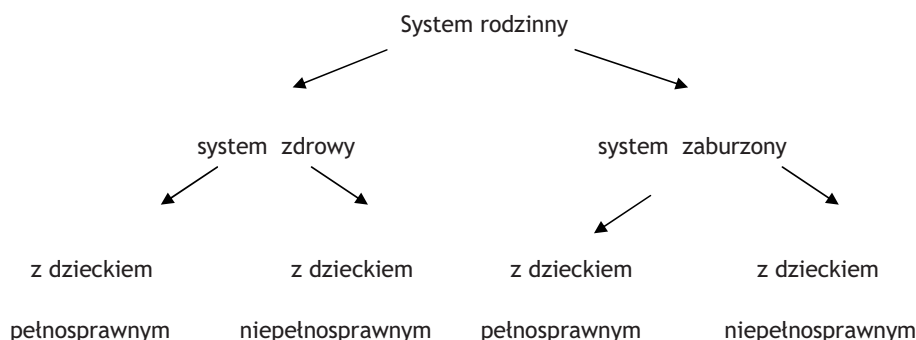 System rodzinny
system zdrowy
system zaburzony
z dzieckiem
pełnosprawnym
z dzieckiem
niepełnosprawnym
z dzieckiem
pełnosprawnym
z dzieckiem
niepełnosprawnym